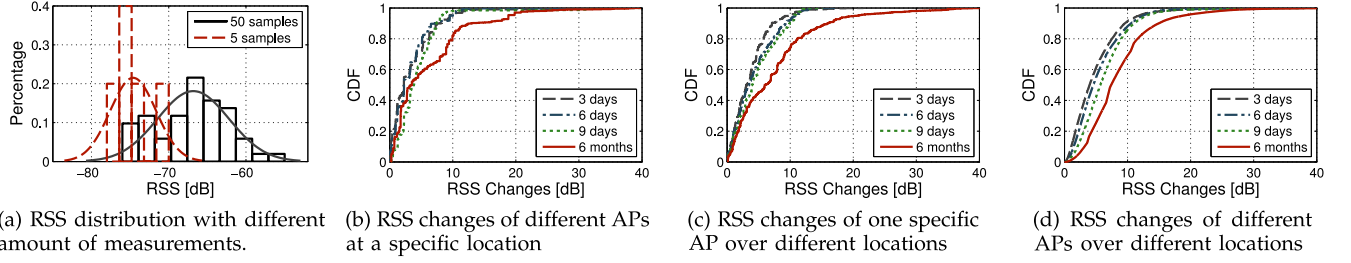 0.4
0.3
0.2
0.1
0
Percentage
50 samples
5 samples
−80
−70
−60
RSS [dB]
(a) RSS distribution with different
amount of measurements.
1
0.8
0.6
0.4
0.2
0
CDF
3 days
6 days
9 days
6 months
0
10
20
30
40
RSS Changes [dB]
(b) RSS changes of different APs
at a specific location
1
0.8
0.6
0.4
0.2
0
CDF
3 days
6 days
9 days
6 months
0
10
20
30
40
RSS Changes [dB]
(c) RSS changes of one specific
AP over different locations
1
0.8
0.6
0.4
0.2
0
CDF
3 days
6 days
9 days
6 months
0
10
20
30
40
RSS Changes [dB]
(d) RSS changes of different
APs over different locations